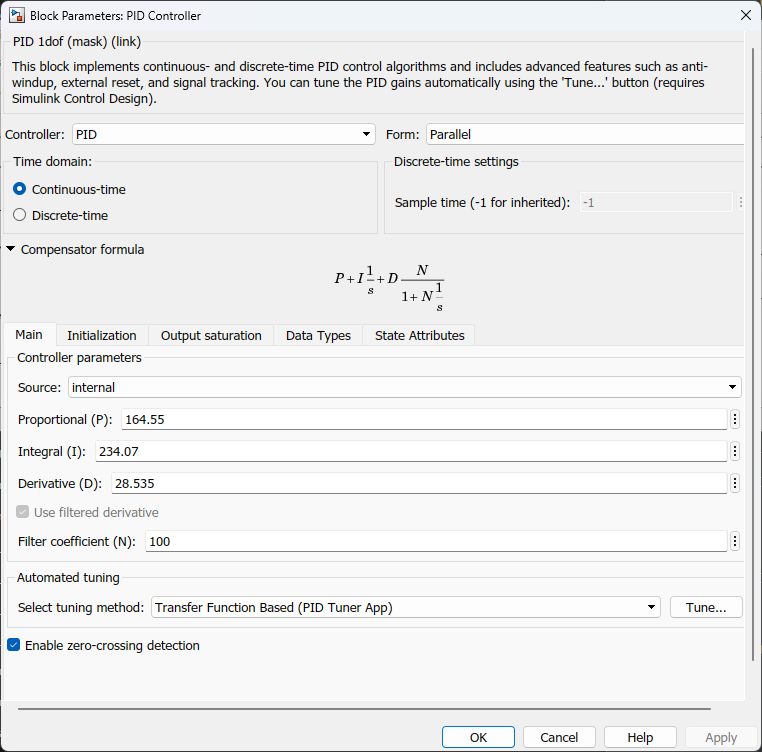 Block Parameters: PID Controller
PID 1dof (mask) (link)
This block implements continuous- and discrete-time PID control algorithms and includes advanced features such as anti-
windup, external reset, and signal tracking. You can tune the PID gains automatically using the 'Tune...' button (requires
Simulink Control Design).
Controller: PID Form: Parallel
Time domain: Discrete-time settings
Continuous-time
Sample time (-1 for inherited): -1
Discrete-time
Compensator formula
P + I 1/s + D N/(1 + N 1/s)
Main Initialization Output saturation Data Types State Attributes
Controller parameters
Source: internal
Proportional (P): 164.55
Integral (I): 234.07
Derivative (D): 28.535
Use filtered derivative
Filter coefficient (N): 100
Automated tuning
Select tuning method: Transfer Function Based (PID Tuner App) Tune...
Enable zero-crossing detection
OK Cancel Help Apply